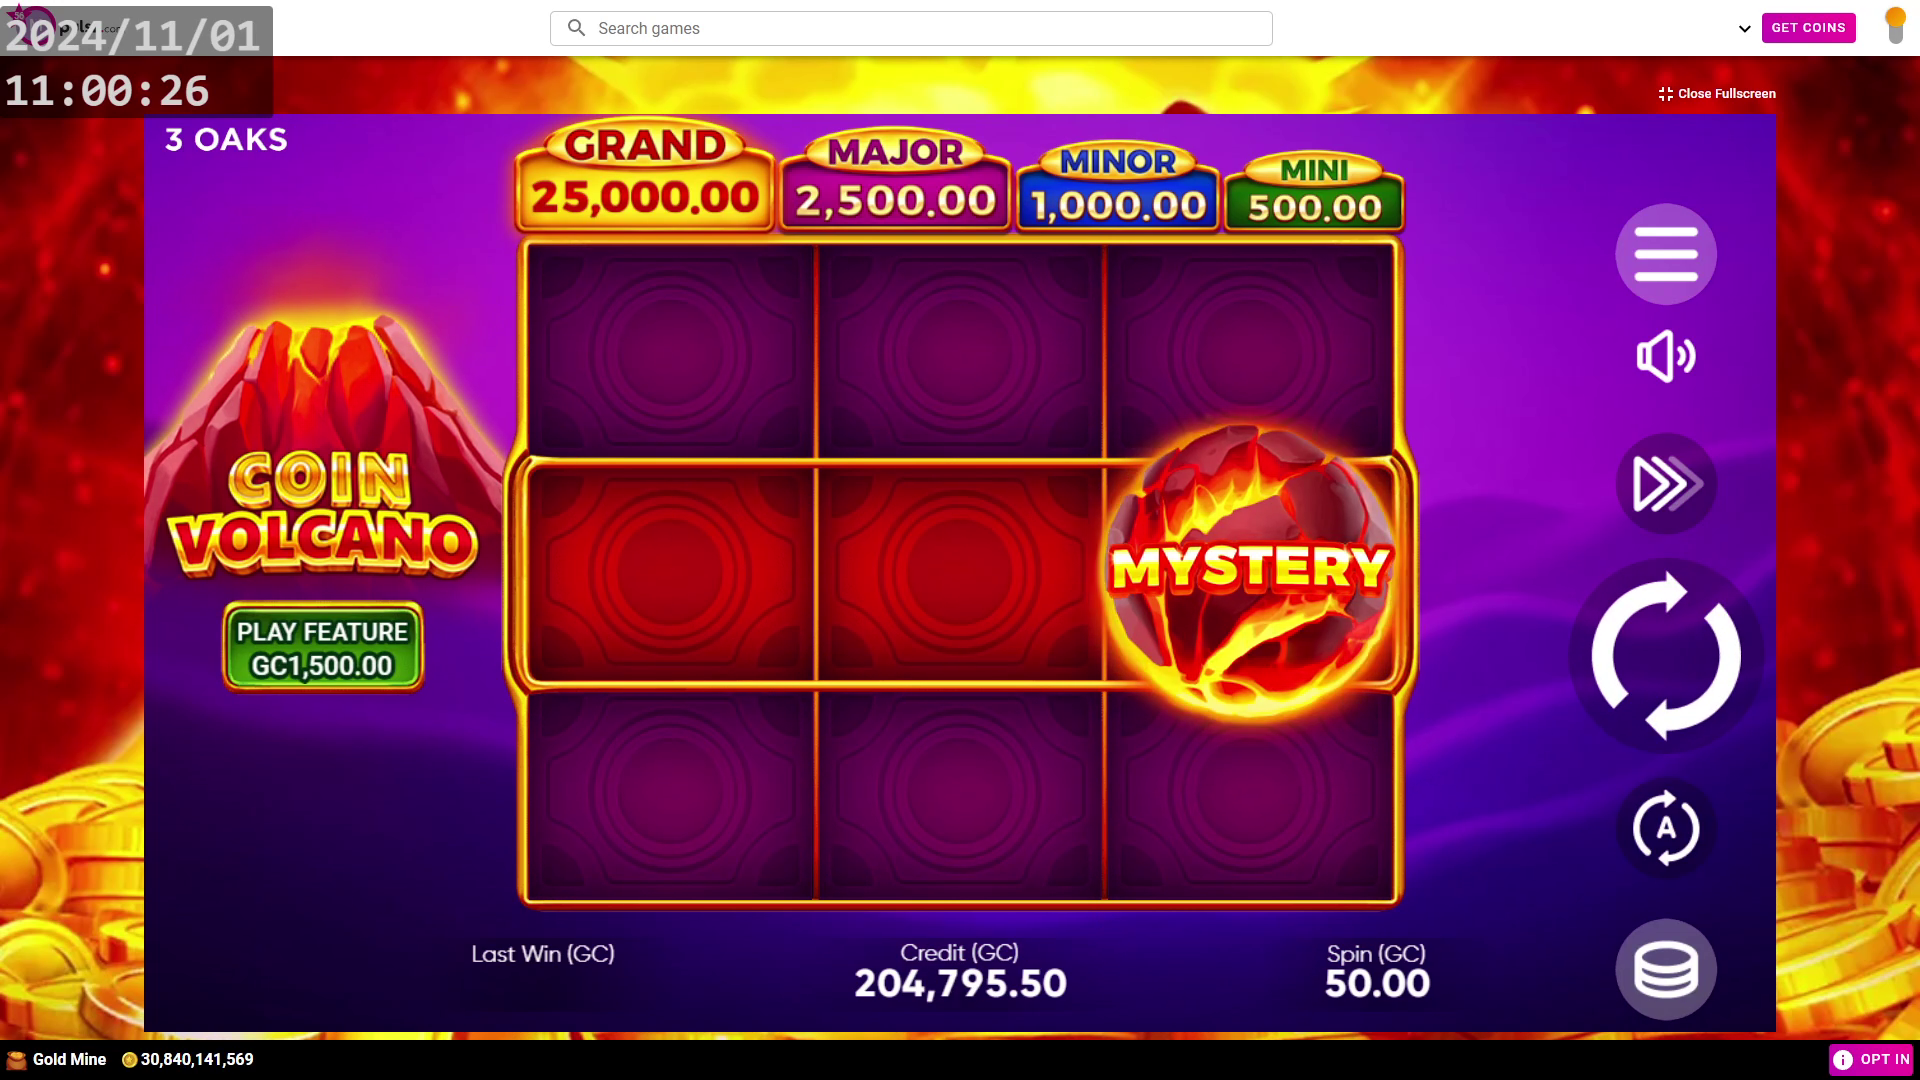 2024/11/01
11:00:26
Search games
GET COINS
Close Fullscreen
3 OAKS
GRAND
25,000.00
MAJOR
2,500.00
MINOR
1,000.00
MINI
500.00
COIN
VOLCANO
PLAY FEATURE
GC1,500.00
MYSTERY
A
Last Win (GC)
Credit (GC)
204,795.50
Spin (GC)
50.00
Gold Mine
30,840,141,569
OPT IN